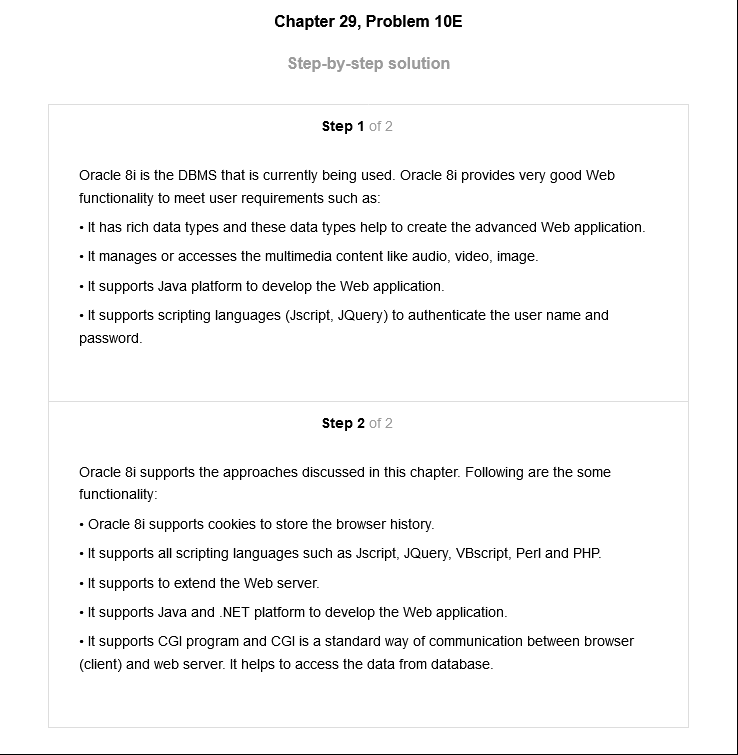 Chapter 29, Problem 10E
Step-by-step solution
Step 1 of 2
Oracle 8i is the DBMS that is currently being used. Oracle 8i provides very good Web
functionality to meet user requirements such as:
• It has rich data types and these data types help to create the advanced Web application.
• It manages or accesses the multimedia content like audio, video, image.
• It supports Java platform to develop the Web application.
• It supports scripting languages (Jscript, JQuery) to authenticate the user name and
password.
Step 2 of 2
Oracle 8i supports the approaches discussed in this chapter. Following are the some
functionality:
• Oracle 8i supports cookies to store the browser history.
• It supports all scripting languages such as Jscript, JQuery, VBscript, Perl and PHP.
• It supports to extend the Web server.
• It supports Java and .NET platform to develop the Web application.
• It supports CGI program and CGI is a standard way of communication between browser
(client) and web server. It helps to access the data from database.